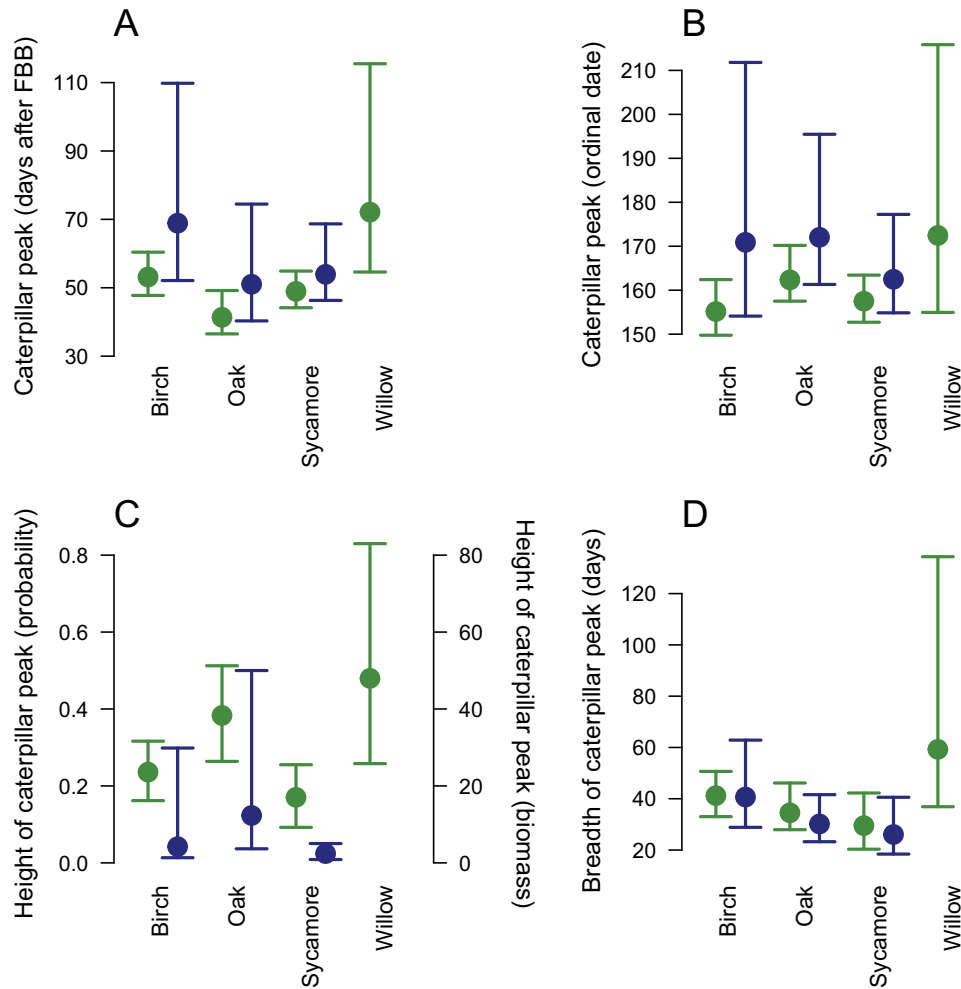 A
Caterpillar peak (days after FBB)
110
90
70
50
30
Birch
Oak
Sycamore
Willow
B
Caterpillar peak (ordinal date)
210
200
190
180
170
160
150
Birch
Oak
Sycamore
Willow
C
Height of caterpillar peak (probability)
0.8
0.6
0.4
0.2
0.0
Birch
Oak
Sycamore
Willow
80
60
40
20
0
Height of caterpillar peak (biomass)
D
Breadth of caterpillar peak (days)
120
100
80
60
40
20
Birch
Oak
Sycamore
Willow